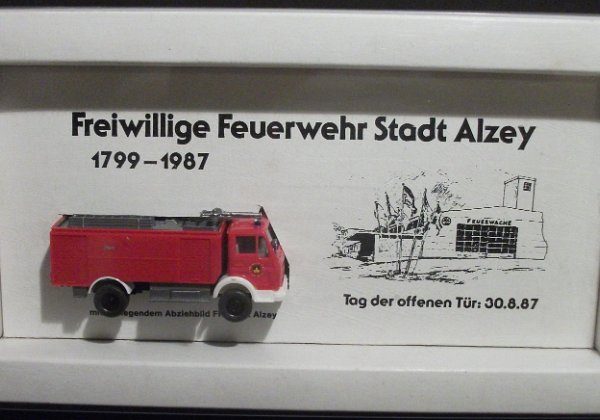 Freiwillige Feuerwehr Stadt Alzey
1799–1987
FEUERWACHE
Tag der offenen Tür: 30.8.87
Abziehbild Alzey